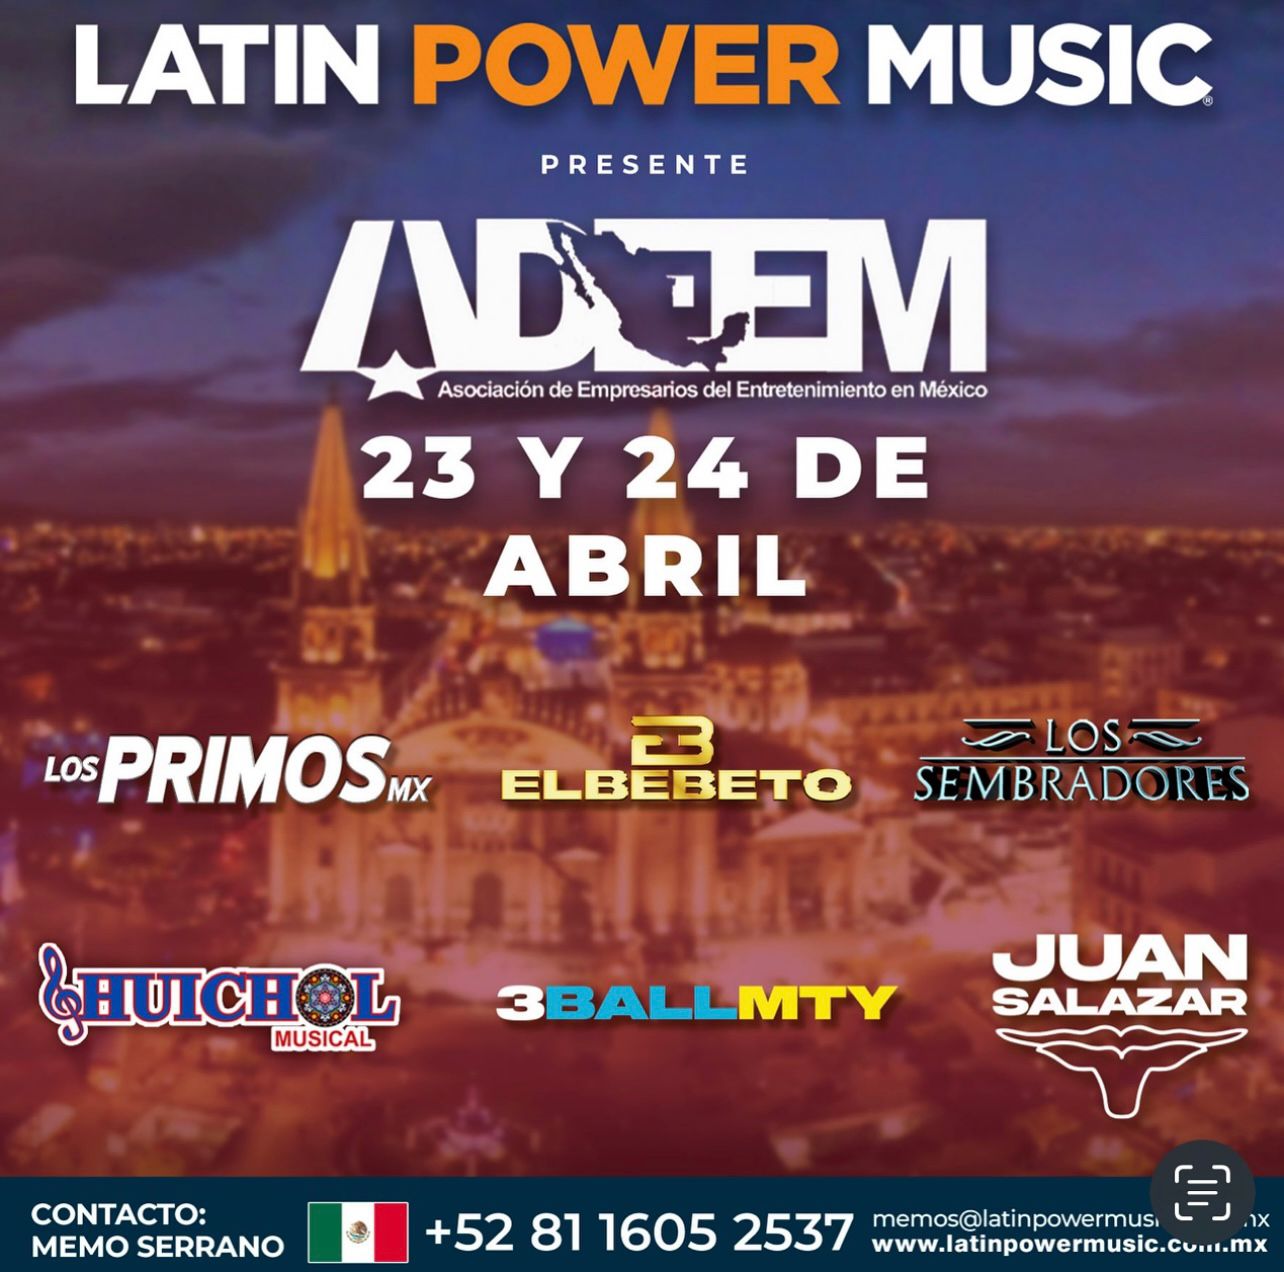 LATIN POWER MUSIC®
PRESENTE
ADEEM
Asociación de Empresarios del Entretenimiento en México
23 Y 24 DE
ABRIL
LOS PRIMOS MX
EB
ELBEBETO
LOS
SEMBRADORES
HUICHOL
MUSICAL
3BALLMTY
JUAN
SALAZAR
CONTACTO:
MEMO SERRANO
+52 81 1605 2537
www.latinpowermusic.com.mx